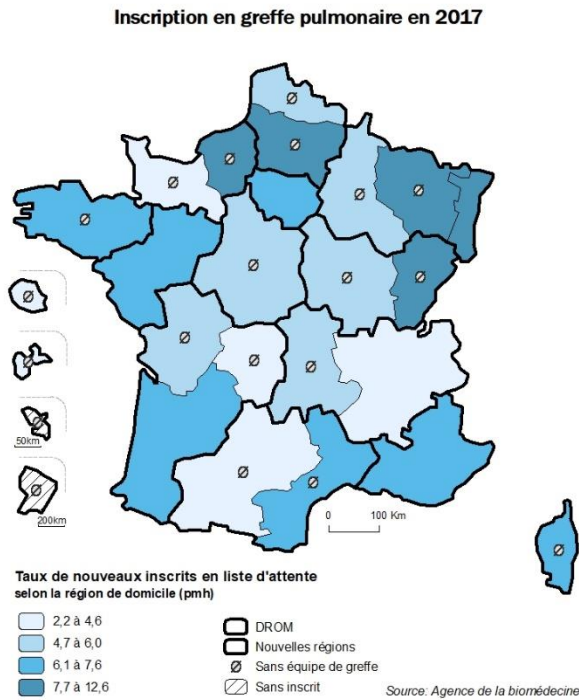 Inscription en greffe pulmonaire en 2017
50km
200km
0 100 Km
Taux de nouveaux inscrits en liste d'attente
selon la région de domicile (pmh)
2,2 à 4,6
4,7 à 6,0
6,1 à 7,6
7,7 à 12,6
DROM
Nouvelles régions
Sans équipe de greffe
Sans inscrit
Source: Agence de la biomédecine